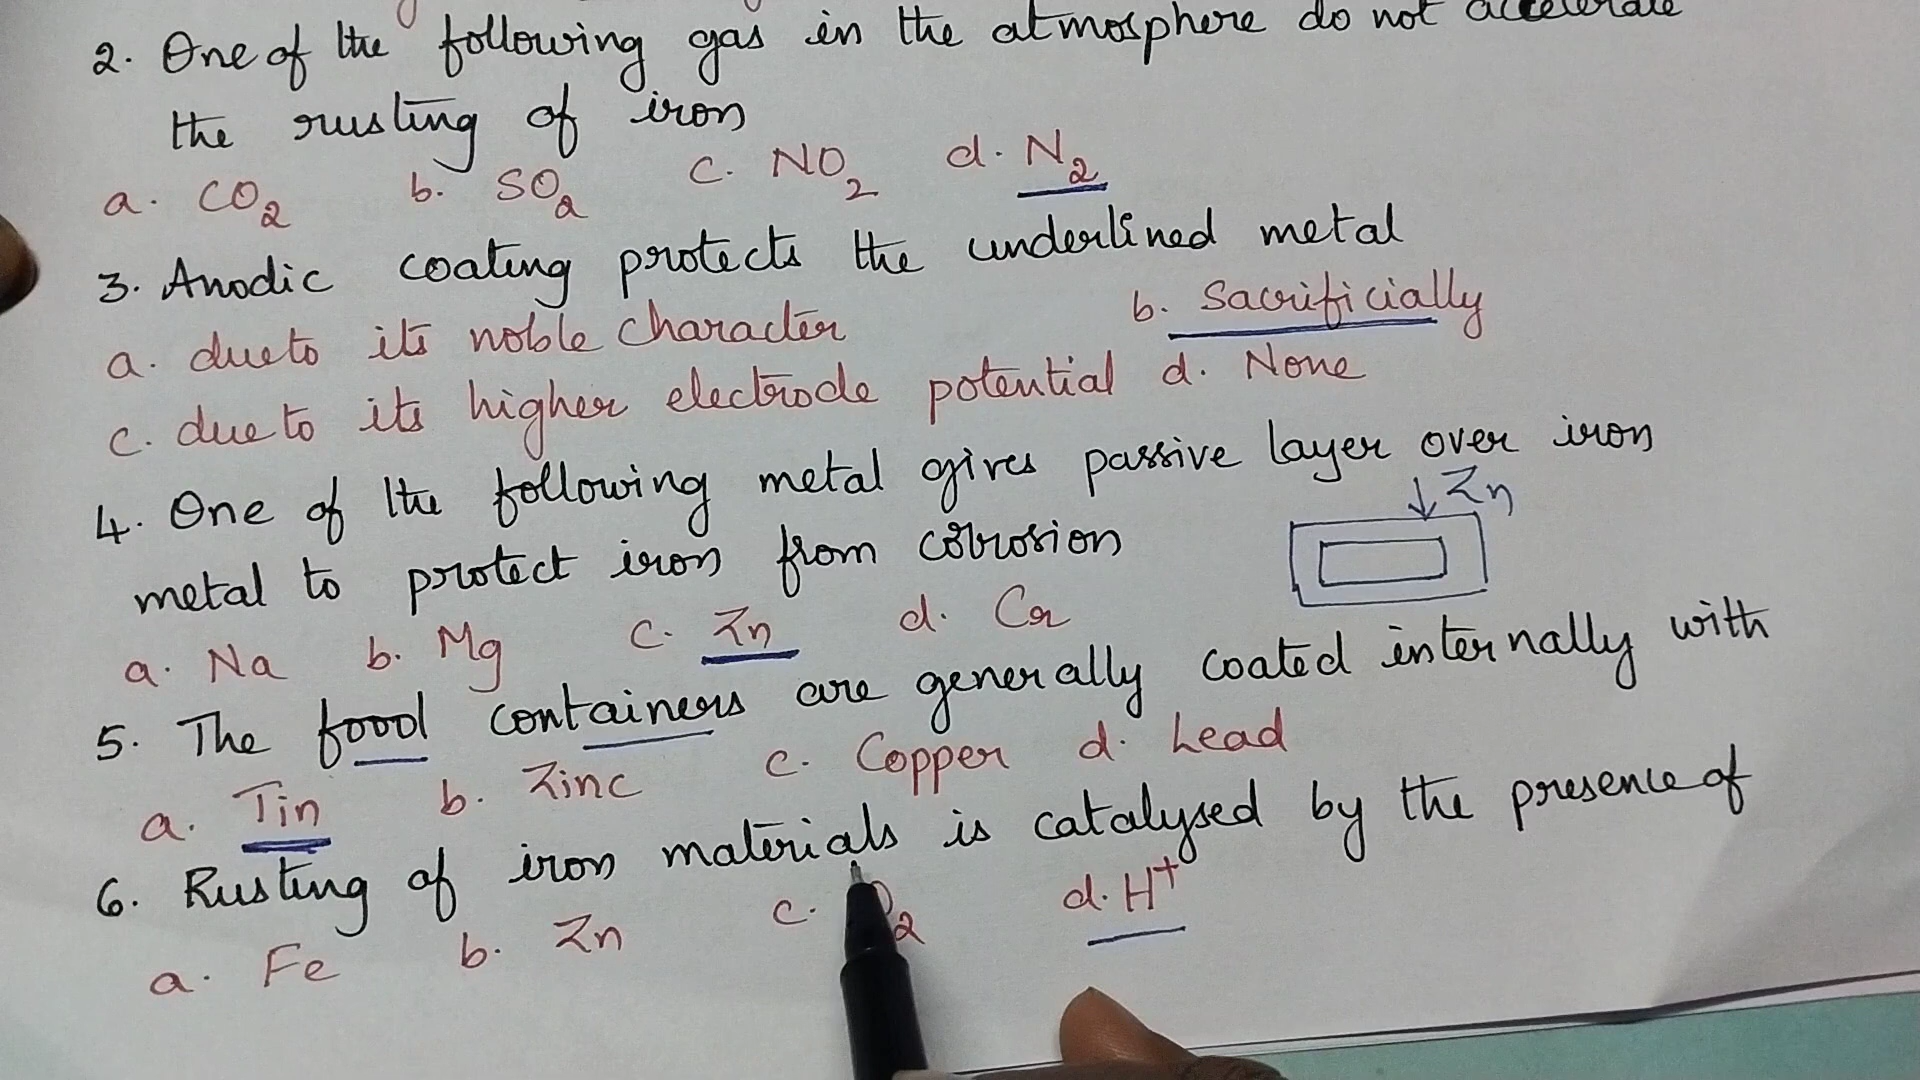 2. One of the following gas in the atmosphere do not accelerate
the rusting of iron
a. CO2 b. SO2 c. NO2 d. N2
3. Anodic coating protects the underlined metal
a. due to its noble character b. Sacrificially
c. due to its higher electrode potential d. None
4. One of the following metal gives passive layer over iron
metal to protect iron from corrosion
Zn
a. Na b. Mg c. Zn d. Cr
5. The food containers are generally coated internally with
a. Tin b. Zinc c. Copper d. Lead
6. Rusting of iron materials is catalysed by the presence of
a. Fe b. Zn c. 2 d. H+